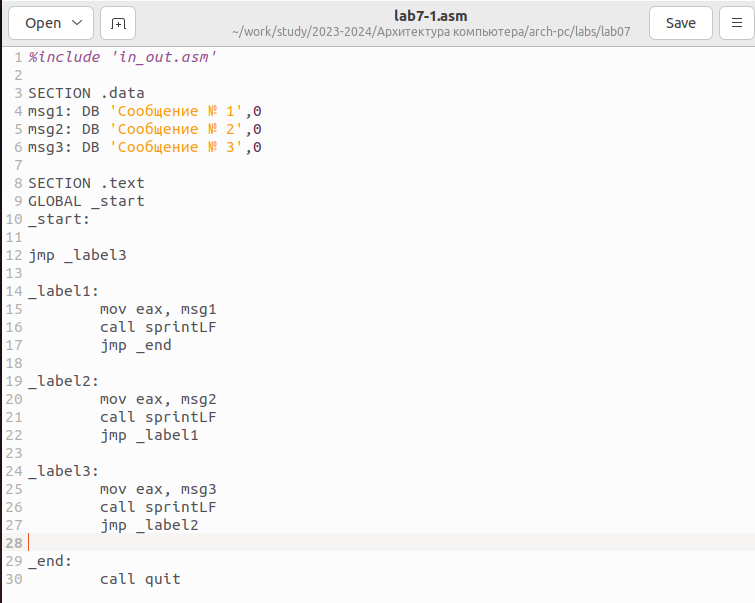 Open
lab7-1.asm
~/work/study/2023-2024/Архитектура компьютера/arch-pc/labs/lab07
Save
1 %include 'in_out.asm'
2
3 SECTION .data
4 msg1: DB 'Сообщение № 1',0
5 msg2: DB 'Сообщение № 2',0
6 msg3: DB 'Сообщение № 3',0
7
8 SECTION .text
9 GLOBAL _start
10 _start:
11
12 jmp _label3
13
14 _label1:
15 mov eax, msg1
16 call sprintLF
17 jmp _end
18
19 _label2:
20 mov eax, msg2
21 call sprintLF
22 jmp _label1
23
24 _label3:
25 mov eax, msg3
26 call sprintLF
27 jmp _label2
28
29 _end:
30 call quit